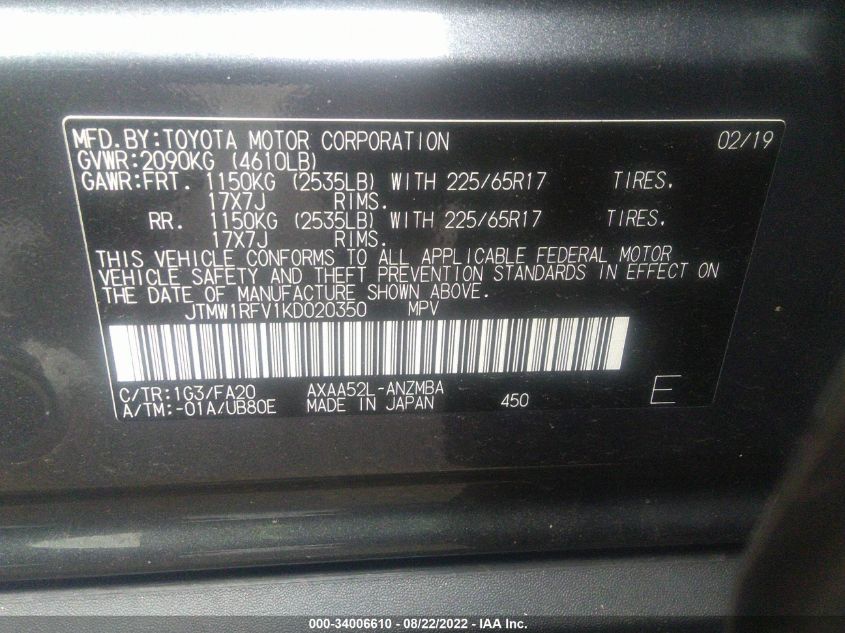 MFD.BY:TOYOTA MOTOR CORPORATION 02/19
GVWR:2090KG (4610LB)
GAWR:FRT. 1150KG (2535LB) WITH 225/65R17 TIRES.
17X7J RIMS.
RR. 1150KG (2535LB) WITH 225/65R17 TIRES.
17X7J RIMS.
THIS VEHICLE CONFORMS TO ALL APPLICABLE FEDERAL MOTOR
VEHICLE SAFETY AND THEFT PREVENTION STANDARDS IN EFFECT ON
THE DATE OF MANUFACTURE SHOWN ABOVE.
JTMW1RFV1KD020350 MPV
C/TR:1G3/FA20 AXAA52L-ANZMBA
A/TM:-01A/UB80E MADE IN JAPAN 450 E
000-34006610 - 08/22/2022 - IAA Inc.